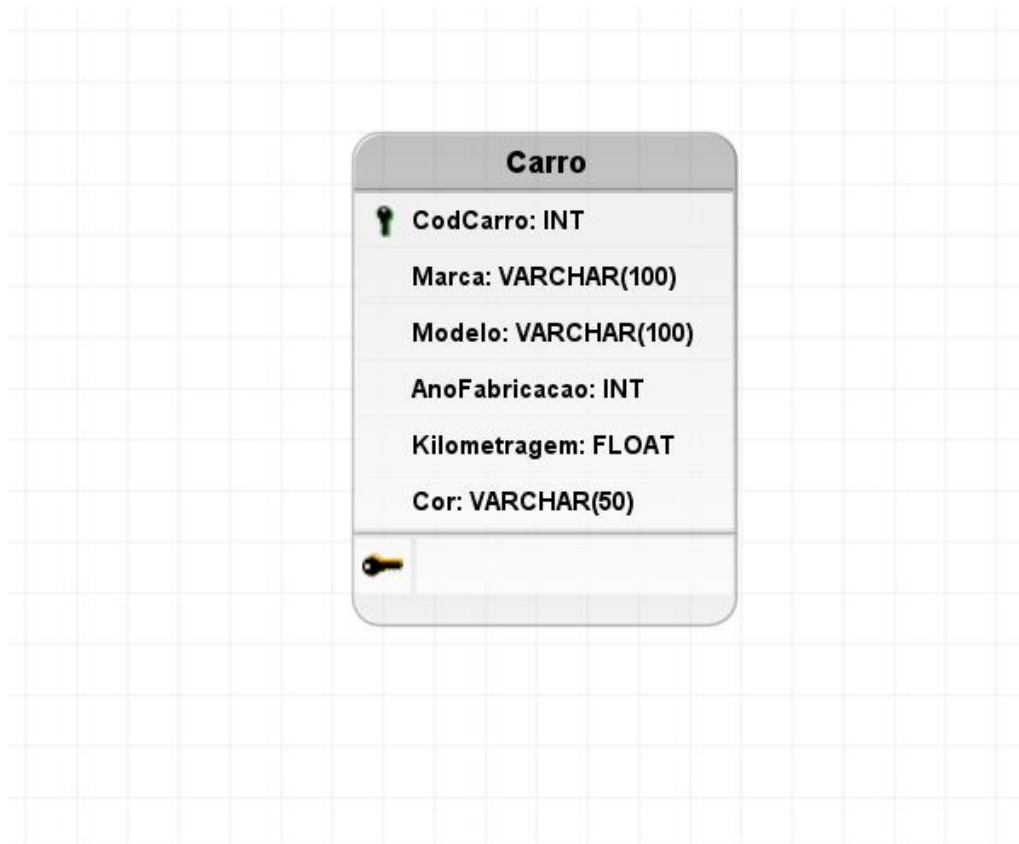 Carro
CodCarro: INT
Marca: VARCHAR(100)
Modelo: VARCHAR(100)
AnoFabricacao: INT
Kilometragem: FLOAT
Cor: VARCHAR(50)